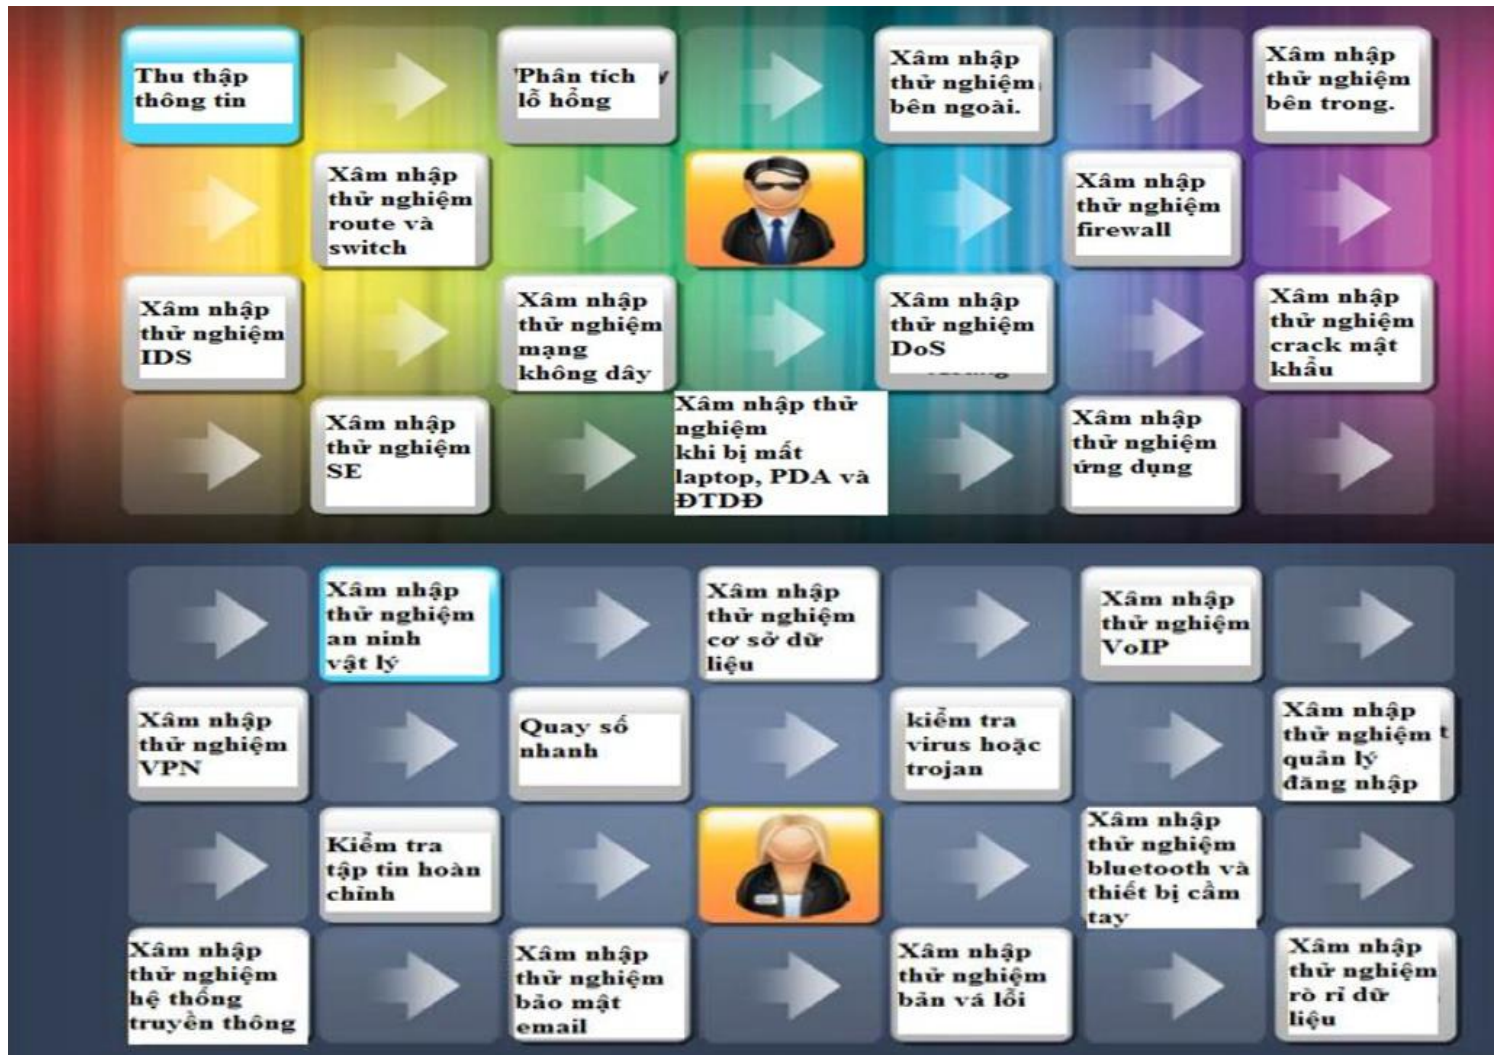 Thu thập
thông tin
'Phân tích
lỗ hổng
Xâm nhập
thử nghiệm
bên ngoài.
Xâm nhập
thử nghiệm
bên trong.
Xâm nhập
thử nghiệm
route và
switch
Xâm nhập
thử nghiệm
firewall
Xâm nhập
thử nghiệm
IDS
Xâm nhập
thử nghiệm
mạng
không dây
Xâm nhập
thử nghiệm
DoS
Xâm nhập
thử nghiệm
crack mật
khẩu
Xâm nhập
thử nghiệm
SE
Xâm nhập thử
nghiệm
khi bị mất
laptop, PDA và
ĐTDĐ
Xâm nhập
thử nghiệm
ứng dụng
Xâm nhập
thử nghiệm
an ninh
vật lý
Xâm nhập
thử nghiệm
cơ sở dữ
liệu
Xâm nhập
thử nghiệm
VoIP
Xâm nhập
thử nghiệm
VPN
Quay số
nhanh
kiểm tra
virus hoặc
trojan
Xâm nhập
thử nghiệm
quản lý
đăng nhập
Kiểm tra
tập tin hoàn
chỉnh
Xâm nhập
thử nghiệm
bluetooth và
thiết bị cầm
tay
Xâm nhập
thử nghiệm
hệ thống
truyền thông
Xâm nhập
thử nghiệm
bảo mật
email
Xâm nhập
thử nghiệm
bản vá lỗi
Xâm nhập
thử nghiệm
rò rỉ dữ
liệu